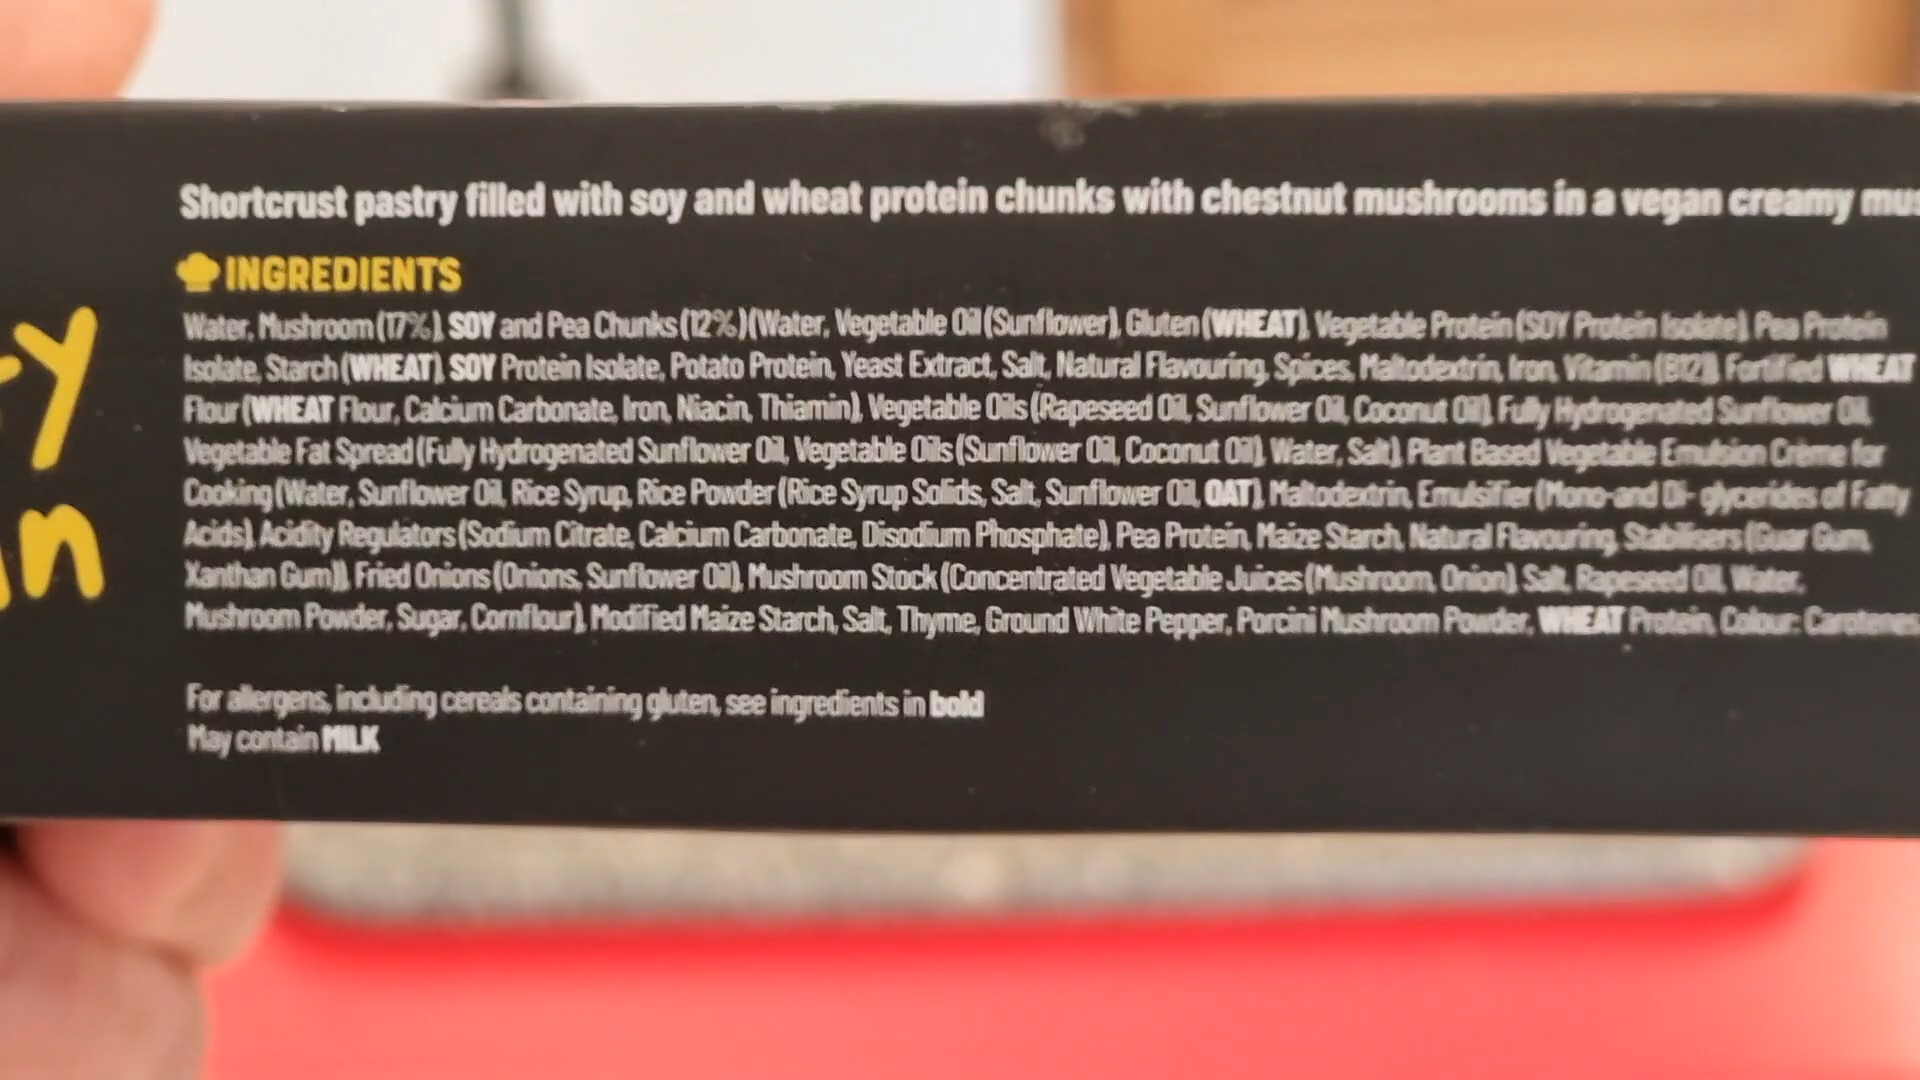 Shortcrust pastry filled with soy and wheat protein chunks with chestnut mushrooms in a vegan creamy
INGREDIENTS
Water, Mushroom (17%), SOY and Pea Chunks (12%)(Water, Vegetable Oil (Sunflower), Gluten (WHEAT), Vegetable Protein (SOY Protein Isolate), Pea Protein
Isolate, Starch (WHEAT), SOY Protein Isolate, Potato Protein, Yeast Extract, Salt, Natural Flavouring, Spices, Maltodextrin, Iron, Vitamin (B12)), Fortified WHEAT
Flour (WHEAT Flour, Calcium Carbonate, Iron, Niacin, Thiamin), Vegetable Oils (Rapeseed Oil, Sunflower Oil, Coconut Oil), Fully Hydrogenated Sunflower Oil,
Vegetable Fat Spread (Fully Hydrogenated Sunflower Oil, Vegetable Oils (Sunflower Oil, Coconut Oil), Water, Salt), Plant Based Vegetable Emulsion Crème for
Cooking (Water, Sunflower Oil, Rice Syrup, Rice Powder (Rice Syrup Solids, Salt, Sunflower Oil, OAT), Maltodextrin, Emulsifier (Mono-and Di- glycerides of Fatty
Acids), Acidity Regulators (Sodium Citrate, Calcium Carbonate, Disodium Phosphate), Pea Protein, Maize Starch, Natural Flavouring, Stabilisers (Guar Gum,
Xanthan Gum)), Fried Onions (Onions, Sunflower Oil), Mushroom Stock (Concentrated Vegetable Juices (Mushroom, Onion), Salt, Rapeseed Oil, Water,
Mushroom Powder, Sugar, Cornflour), Modified Maize Starch, Salt, Thyme, Ground White Pepper, Porcini Mushroom Powder, WHEAT Protein, Colour: Carotenes
For allergens, including cereals containing gluten, see ingredients in bold
May contain MILK